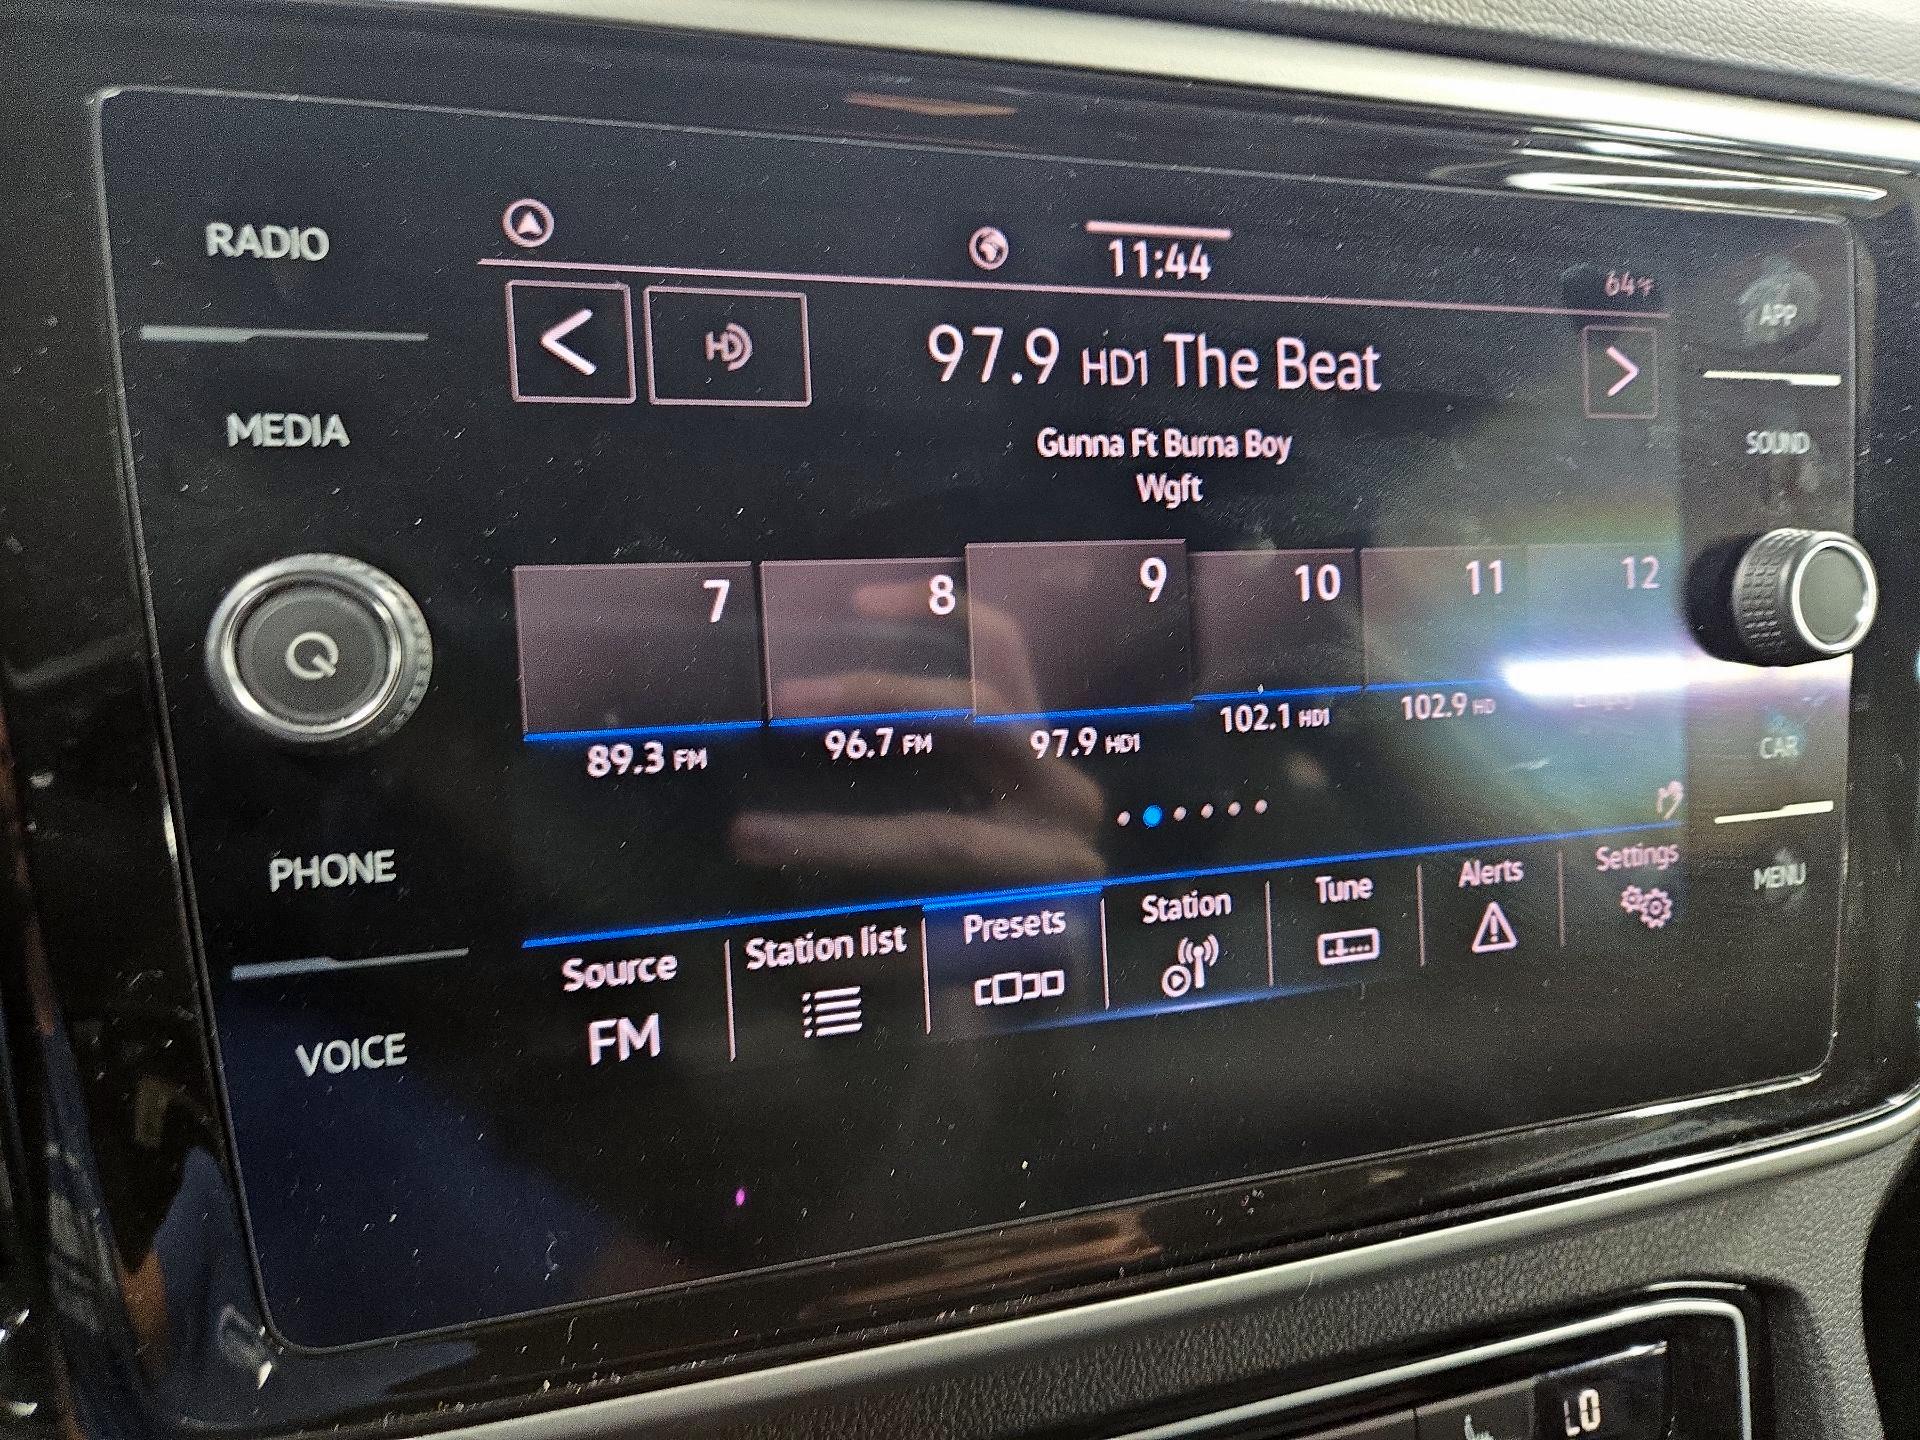 RADIO
MEDIA
PHONE
VOICE
11:44
64°F
HD
97.9 HD1 The Beat
Gunna Ft Burna Boy
Wgft
7 8 9 10 11 12
89.3 FM 96.7 FM 97.9 HD1 102.1 HD1 102.9 HD Empty
Source Station list Presets Station Tune Alerts Settings
FM
APP
SOUND
CAR
MENU
LO